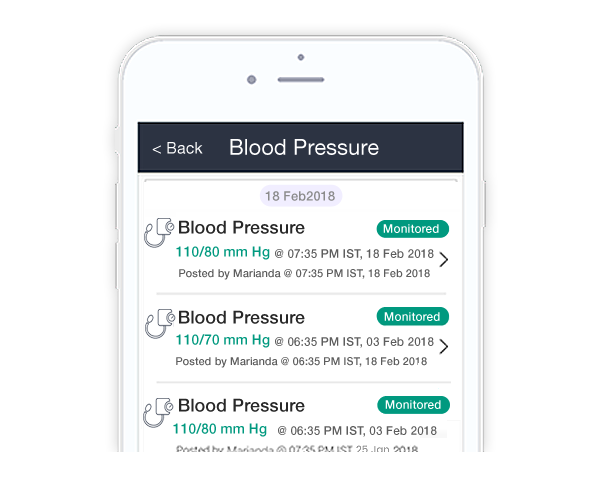 < Back Blood Pressure
18 Feb2018
Blood Pressure Monitored
110/80 mm Hg @ 07:35 PM IST, 18 Feb 2018
Posted by Marianda @ 07:35 PM IST, 18 Feb 2018
Blood Pressure Monitored
110/70 mm Hg @ 06:35 PM IST, 03 Feb 2018
Posted by Marianda @ 06:35 PM IST, 18 Feb 2018
Blood Pressure Monitored
110/80 mm Hg @ 06:35 PM IST, 03 Feb 2018
Posted by Marianda @ 07:35 PM IST 25 Jan 2018